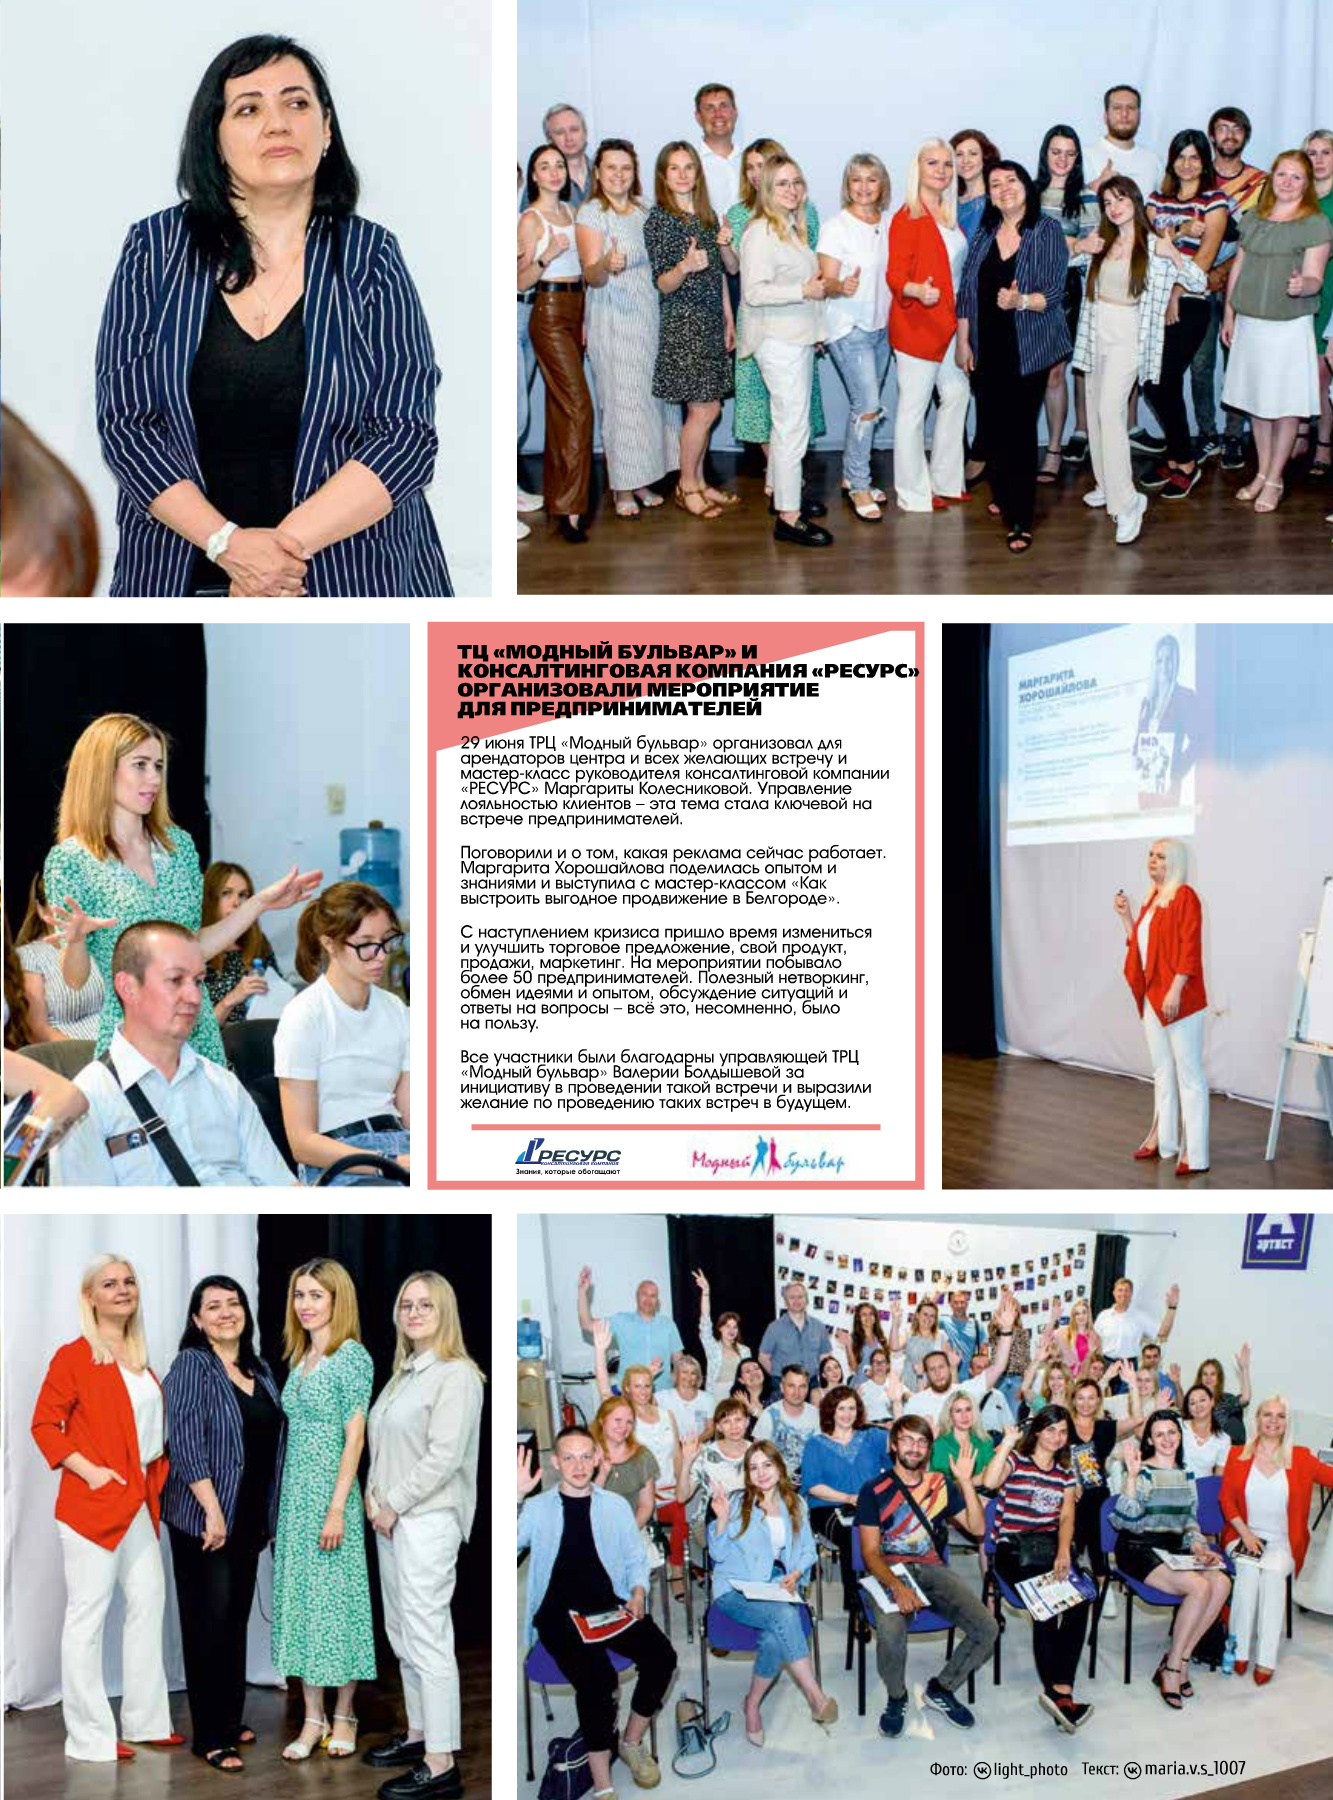 МАРГАРИТА
ХОРОШАЙЛОВА
ТЦ «МОДНЫЙ БУЛЬВАР» И
КОНСАЛТИНГОВАЯ КОМПАНИЯ «РЕСУРС»
ОРГАНИЗОВАЛИ МЕРОПРИЯТИЕ
ДЛЯ ПРЕДПРИНИМАТЕЛЕЙ
29 июня ТРЦ «Модный бульвар» организовал для
арендаторов центра и всех желающих встречу и
мастер-класс руководителя консалтинговой компании
«РЕСУРС» Маргариты Колесниковой. Управление
лояльностью клиентов – эта тема стала ключевой на
встрече предпринимателей.
Поговорили и о том, какая реклама сейчас работает.
Маргарита Хорошайлова поделилась опытом и
знаниями и выступила с мастер-классом «Как
выстроить выгодное продвижение в Белгороде».
С наступлением кризиса пришло время измениться
и улучшить торговое предложение, свой продукт,
продажи, маркетинг. На мероприятии побывало
более 50 предпринимателей. Полезный нетворкинг,
обмен идеями и опытом, обсуждение ситуаций и
ответы на вопросы – всё это, несомненно, было
на пользу.
Все участники были благодарны управляющей ТРЦ
«Модный бульвар» Валерии Болдышевой за
инициативу в проведении такой встречи и выразили
желание по проведению таких встреч в будущем.
РЕСУРС
КОНСАЛТИНГОВАЯ КОМПАНИЯ
Знания, которые обогащают
Модный бульвар
артист
Фото: light_photo Текст: maria.v.s_1007